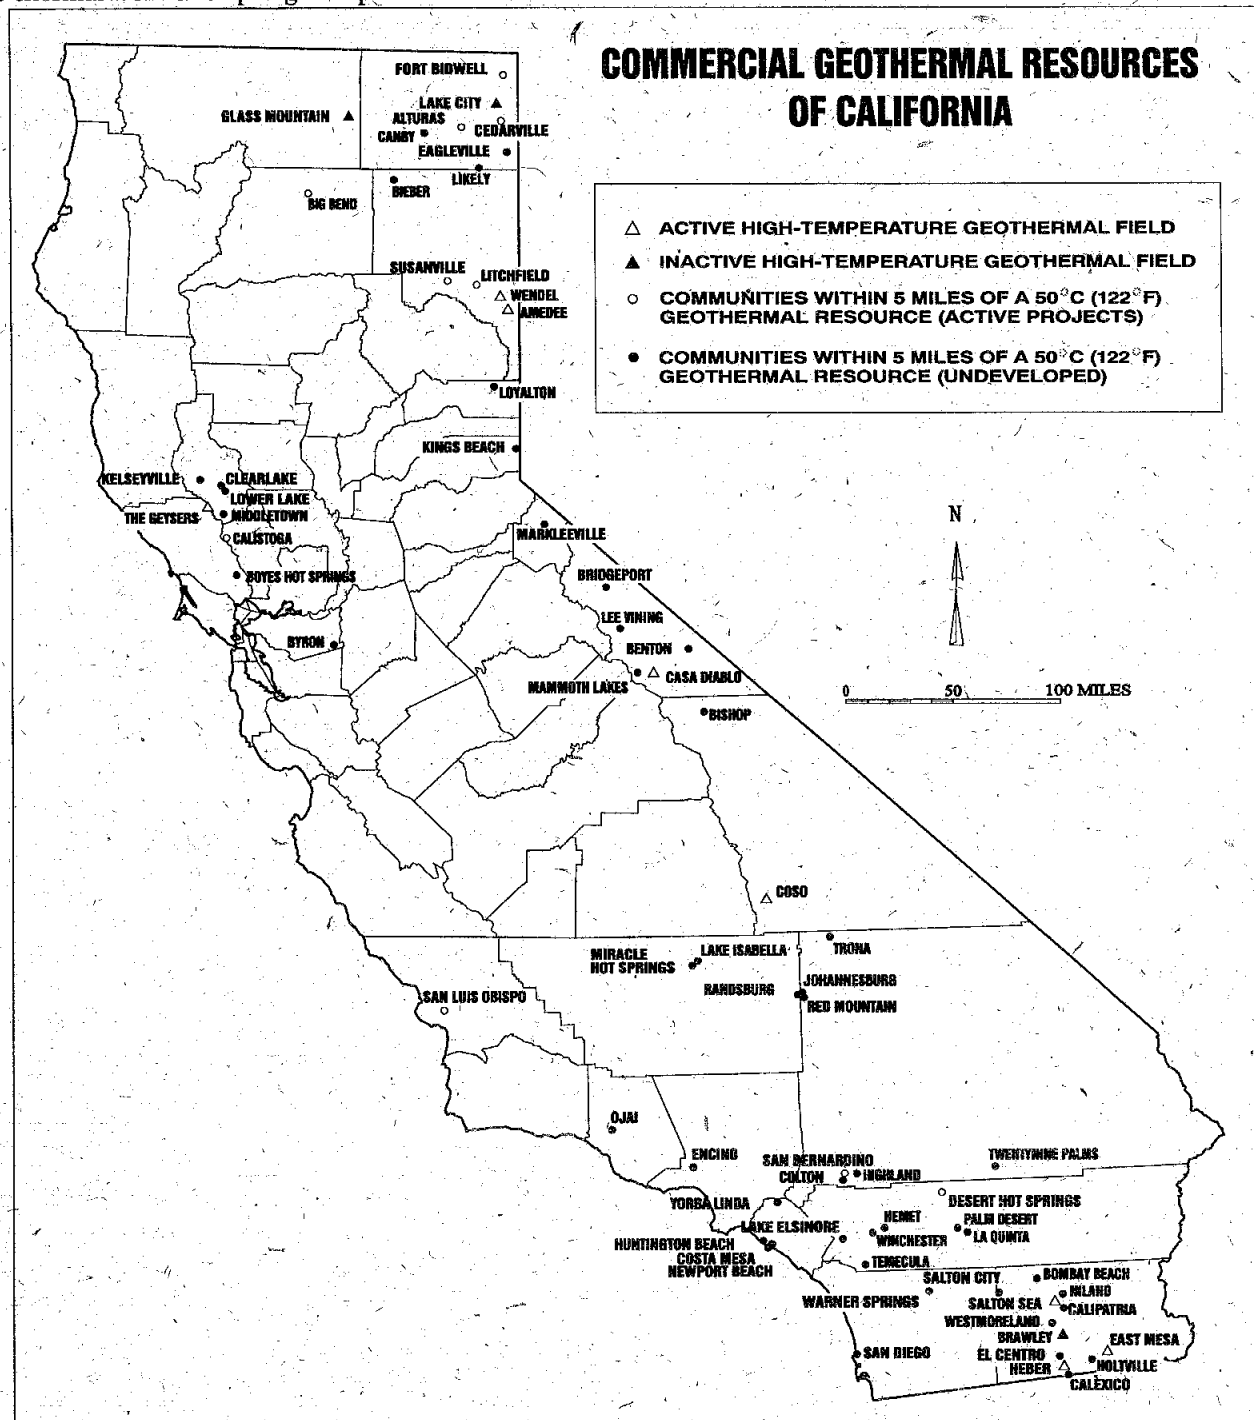 COMMERCIAL GEOTHERMAL RESOURCES
OF CALIFORNIA
△ ACTIVE HIGH-TEMPERATURE GEOTHERMAL FIELD
▲ INACTIVE HIGH-TEMPERATURE GEOTHERMAL FIELD
○ COMMUNITIES WITHIN 5 MILES OF A 50°C (122°F)
GEOTHERMAL RESOURCE (ACTIVE PROJECTS)
● COMMUNITIES WITHIN 5 MILES OF A 50°C (122°F)
GEOTHERMAL RESOURCE (UNDEVELOPED)
N
0 50 100 MILES
FORT BIDWELL
LAKE CITY
GLASS MOUNTAIN
ALTURAS
CEDARVILLE
CANBY
EAGLEVILLE
LIKELY
BIEBER
BIG BEND
SUSANVILLE
LITCHFIELD
WENDEL
AMEDEE
LOYALTON
KINGS BEACH
KELSEYVILLE
CLEARLAKE
LOWER LAKE
THE GEYSERS
MIDDLETOWN
CALISTOGA
MARKLEEVILLE
BOYES HOT SPRINGS
BRIDGEPORT
LEE VINING
BYRON
BENTON
CASA DIABLO
MAMMOTH LAKES
BISHOP
COSO
TRONA
LAKE ISABELLA
MIRACLE
HOT SPRINGS
RANDSBURG
JOHANNESBURG
RED MOUNTAIN
SAN LUIS OBISPO
OJAI
ENCINO
SAN BERNARDINO
COLTON
HIGHLAND
TWENTYNINE PALMS
YORBA LINDA
DESERT HOT SPRINGS
HEMET
PALM DESERT
LAKE ELSINORE
WINCHESTER
LA QUINTA
HUNTINGTON BEACH
COSTA MESA
NEWPORT BEACH
TEMECULA
SALTON CITY
BOMBAY BEACH
WARNER SPRINGS
SALTON SEA
NILAND
CALIPATRIA
WESTMORELAND
BRAWLEY
EAST MESA
SAN DIEGO
EL CENTRO
HEBER
HOLTVILLE
CALEXICO